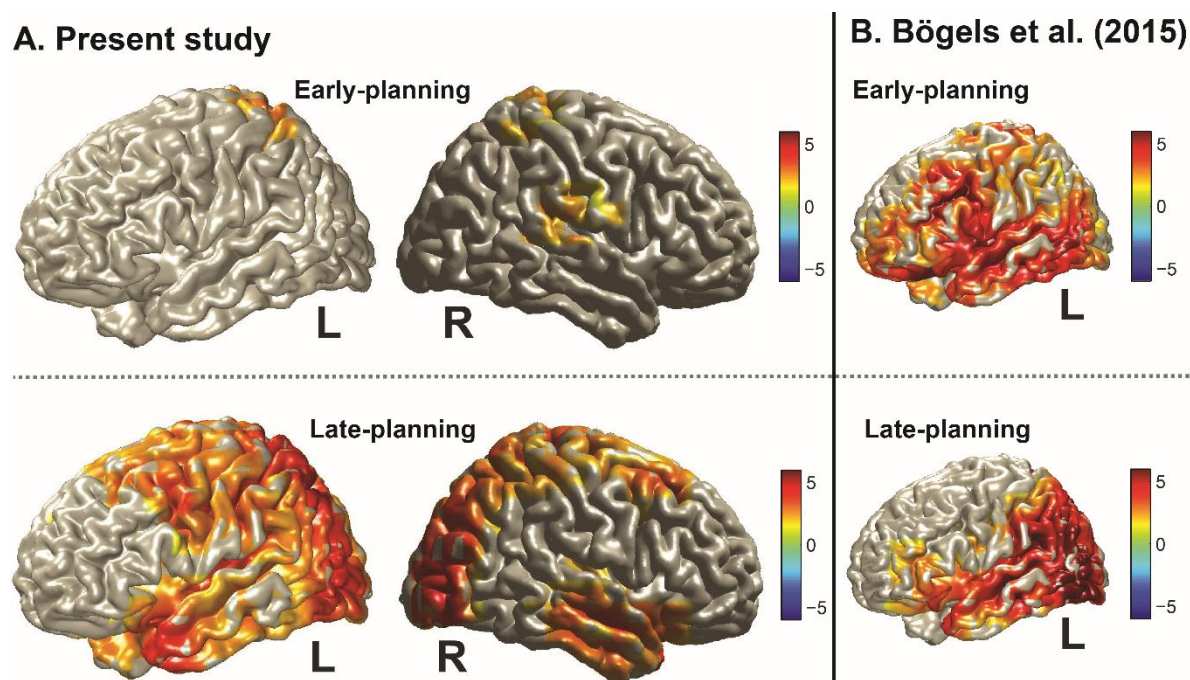 A. Present study
B. Bögels et al. (2015)
Early-planning
Early-planning
5
0
−5
5
0
−5
L
R
L
Late-planning
Late-planning
5
0
−5
5
0
−5
L
R
L